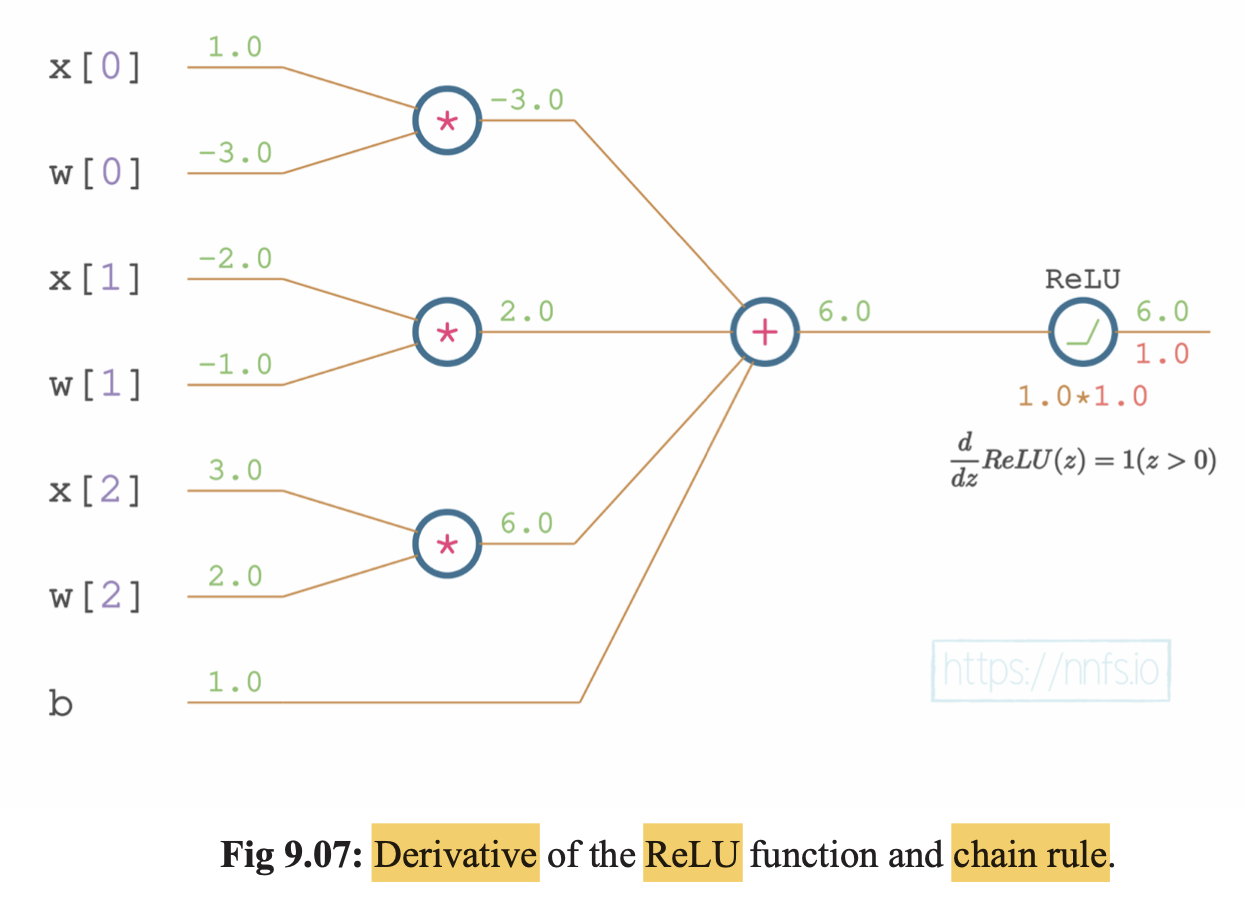 1.0
x[0]
-3.0
*
-3.0
w[0]
-2.0
x[1]
ReLU
*
2.0
+
6.0
6.0
1.0
-1.0
w[1]
1.0*1.0
d/dz ReLU(z) = 1(z > 0)
3.0
x[2]
*
6.0
2.0
w[2]
https://nnfs.io
1.0
b
Fig 9.07: Derivative of the ReLU function and chain rule.